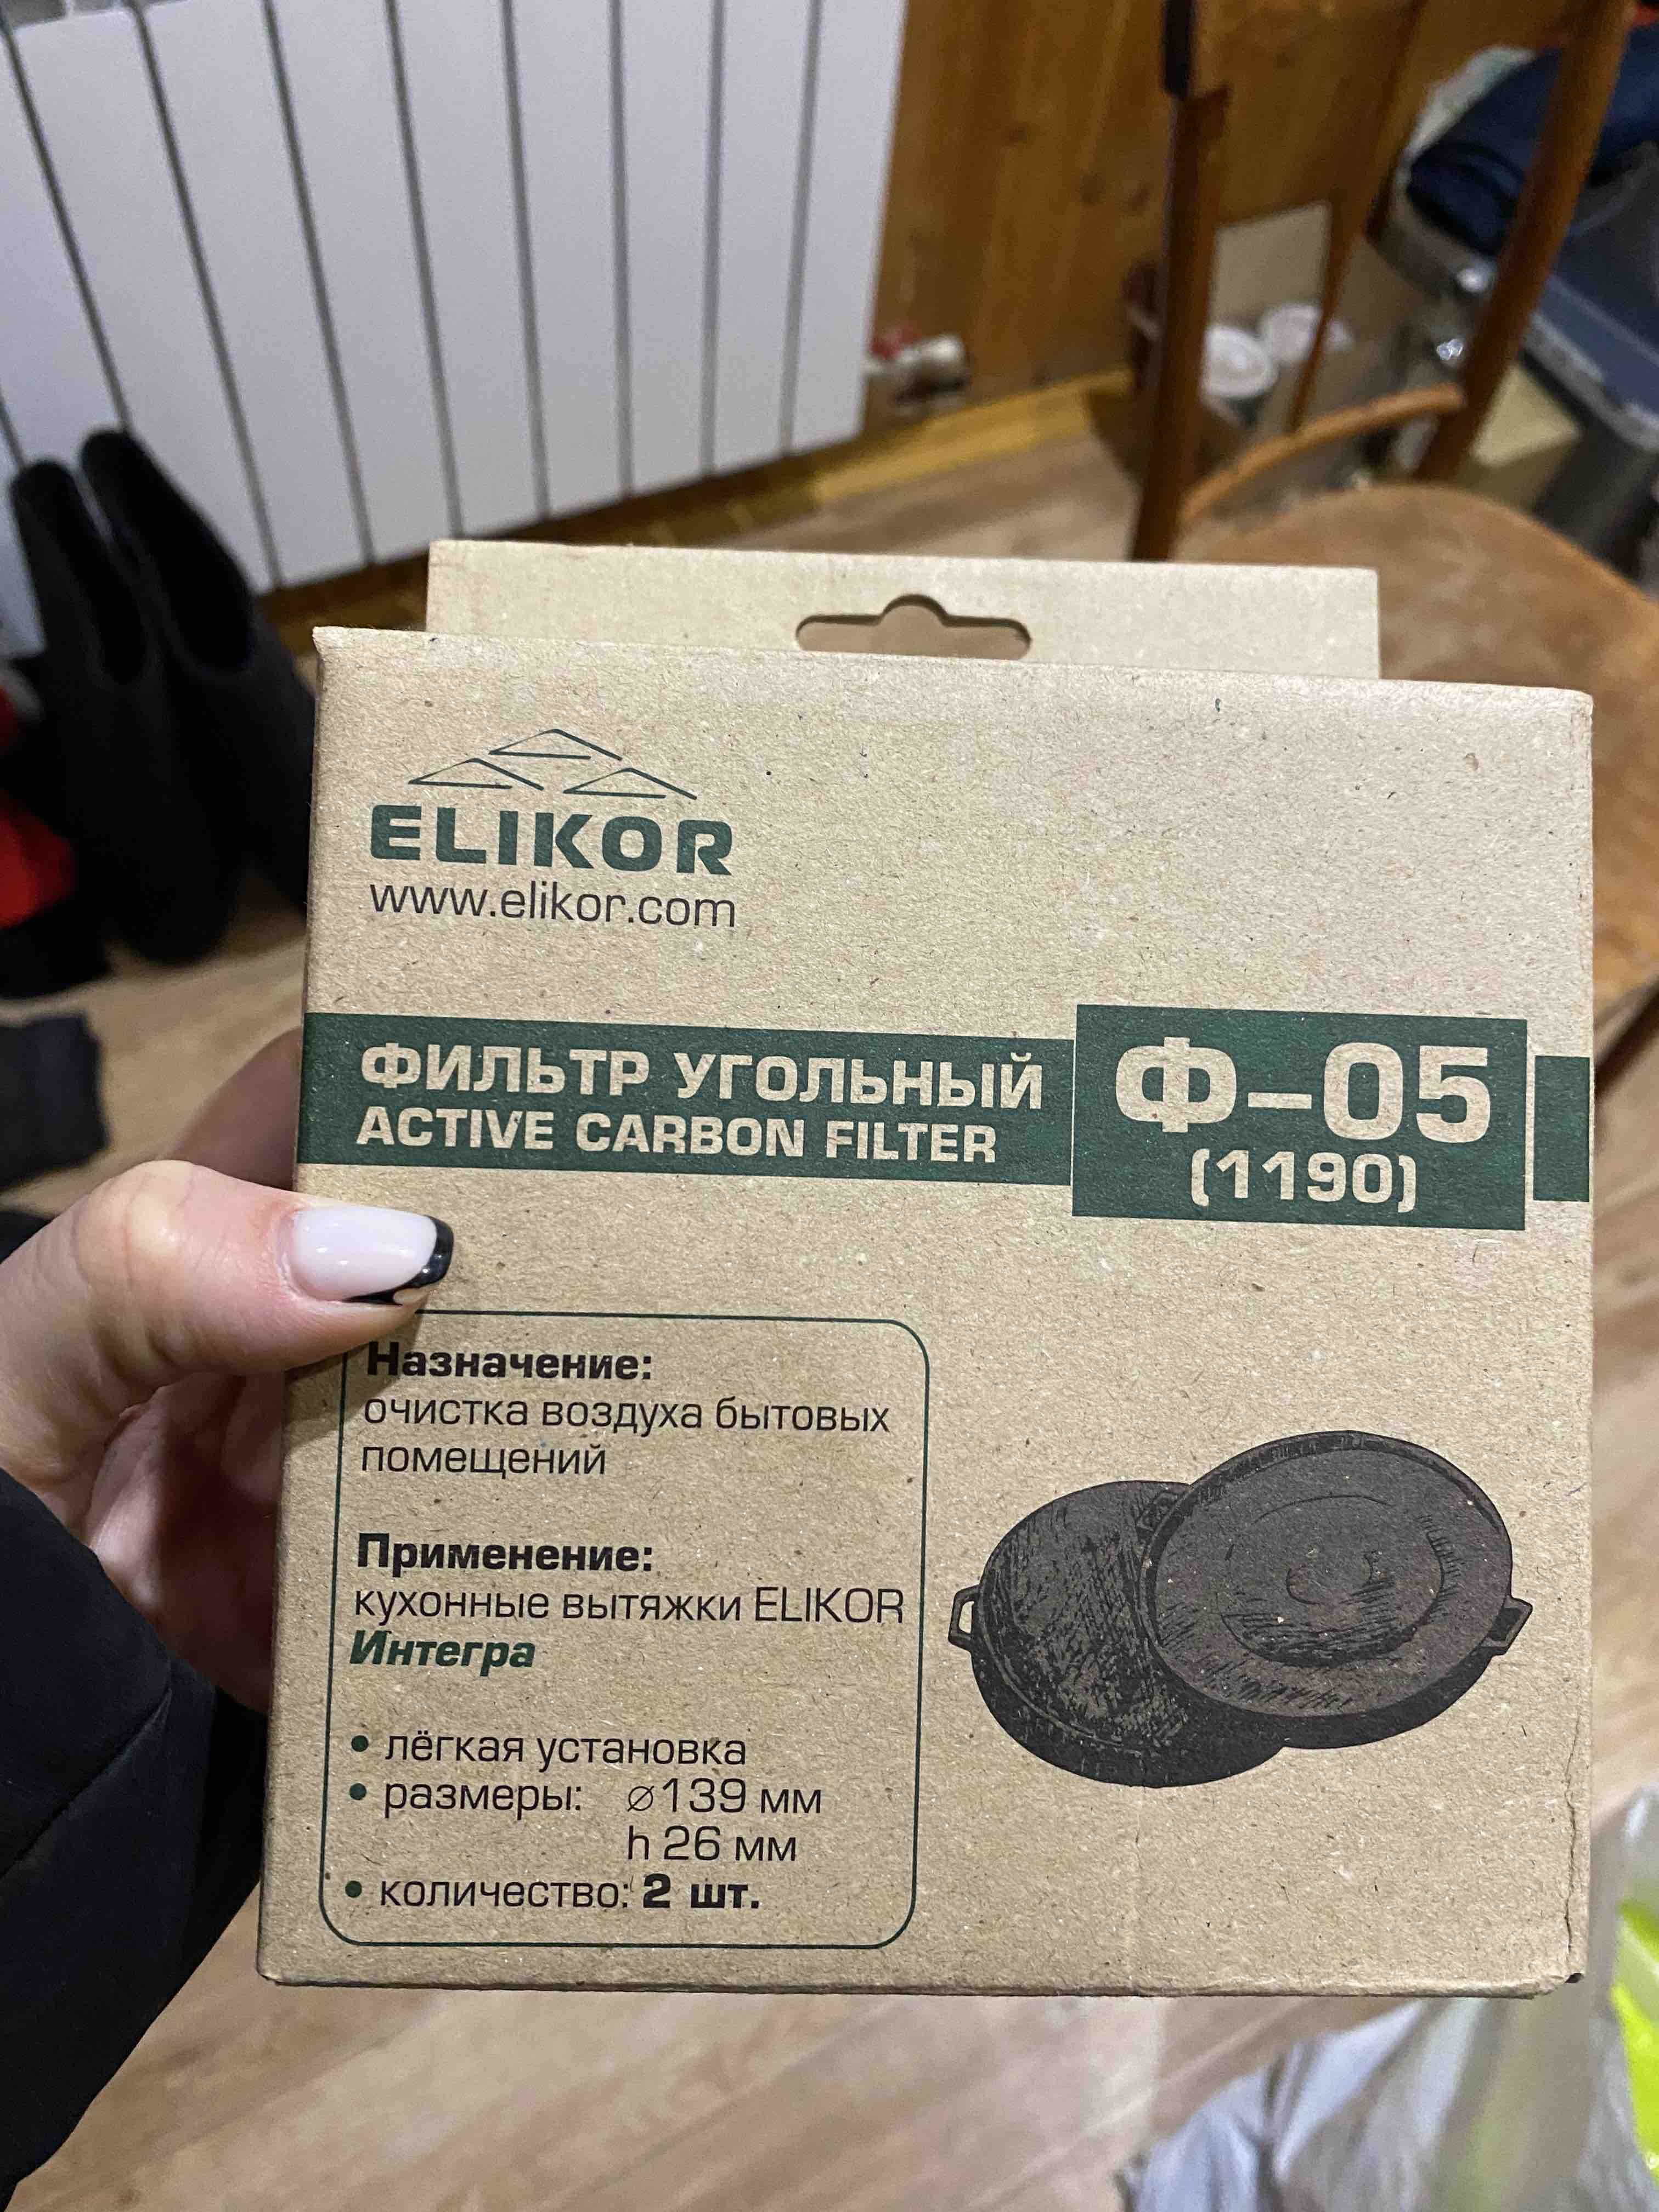 ELIKOR
www.elikor.com
ФИЛЬТР УГОЛЬНЫЙ
ACTIVE CARBON FILTER
Ф-05
(1190)
Назначение:
очистка воздуха бытовых
помещений
Применение:
кухонные вытяжки ELIKOR
Интегра
• лёгкая установка
• размеры: ⌀139 мм
h 26 мм
• количество: 2 шт.